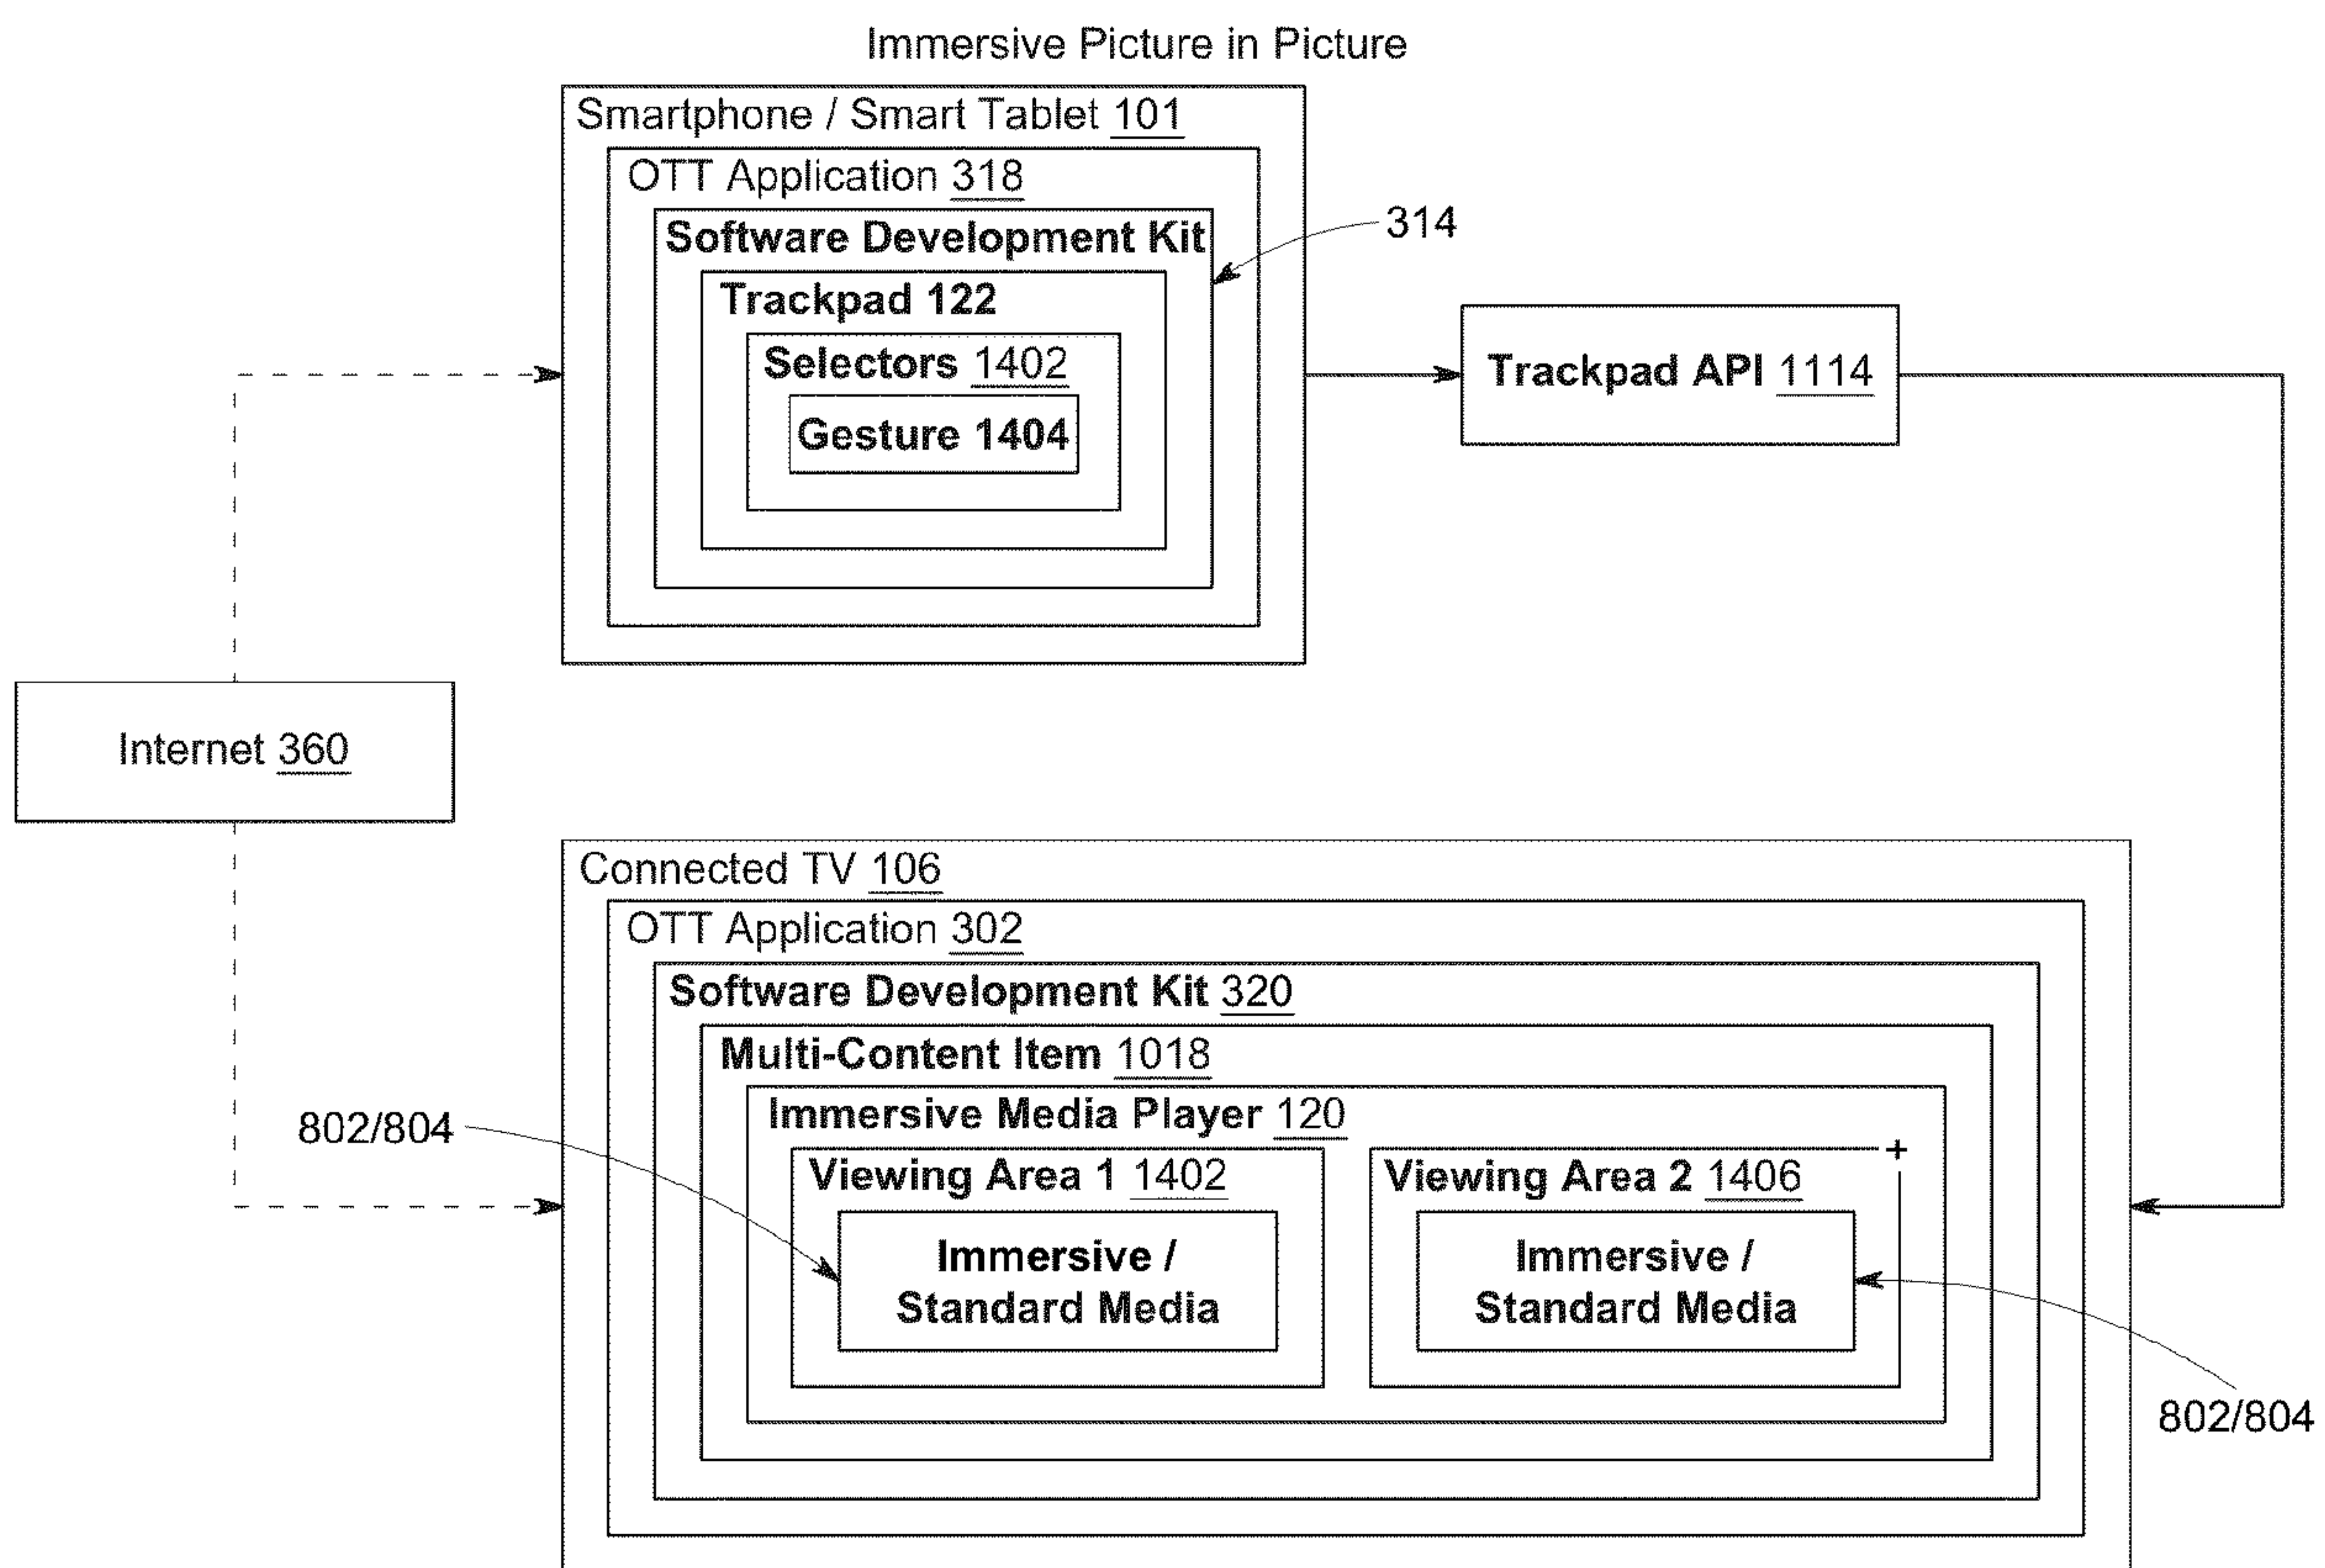 Immersive Picture in Picture
Smartphone / Smart Tablet 101
OTT Application 318
Software Development Kit
314
Trackpad 122
Selectors 1402
Gesture 1404
Trackpad API 1114
Internet 360
Connected TV 106
OTT Application 302
Software Development Kit 320
Multi-Content Item 1018
Immersive Media Player 120
802/804
Viewing Area 1 1402
Immersive /
Standard Media
Viewing Area 2 1406
+
Immersive /
Standard Media
802/804